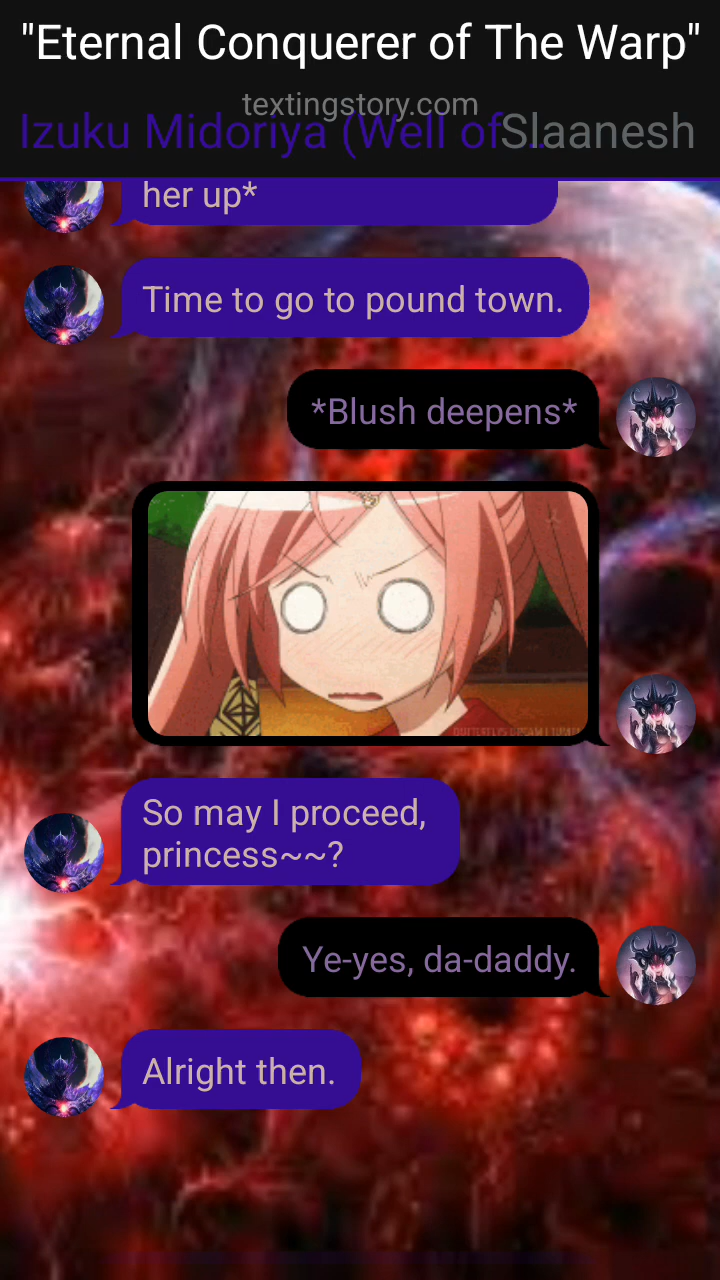 "Eternal Conquerer of The Warp"
textingstory.com
Izuku Midoriya (Well of...
Slaanesh
her up*
Time to go to pound town.
*Blush deepens*
So may I proceed,
princess~~?
Ye-yes, da-daddy.
Alright then.